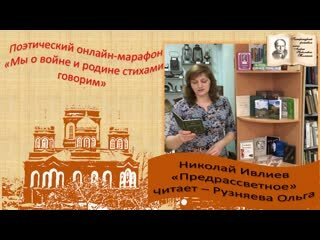 Поэтический онлайн-марафон
«Мы о войне и родине стихами
говорим»
Николай Ивлиев
«Предрассветное»
Читает – Рузняева Ольга